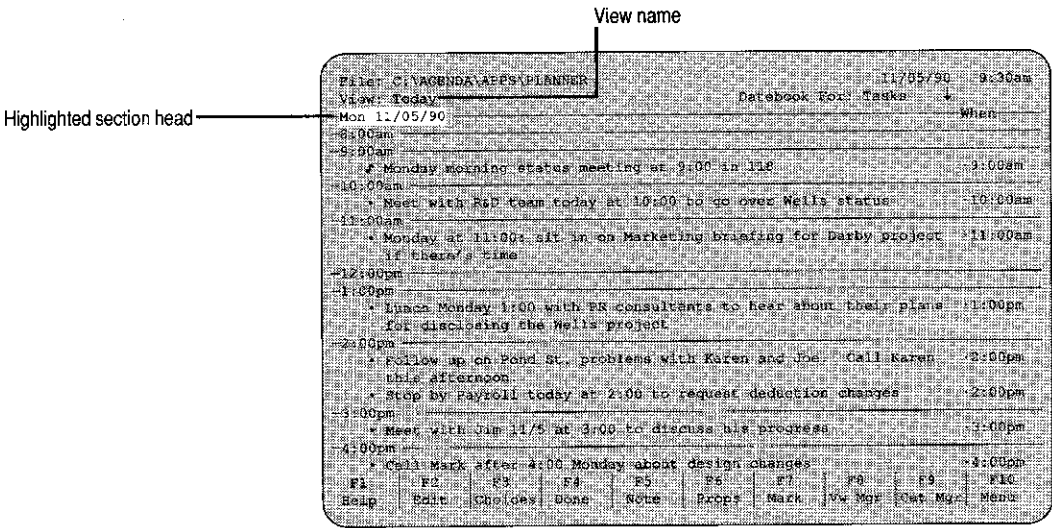 View name
File: C:\AGENDA\APPS\PLANNER 11/05/90 9:30am
View: Today Datebook For: Tasks ↓
Highlighted section head
Mon 11/05/90 When
8:00am
9:00am
♪ Monday morning status meeting at 9:00 in 118 ·9:00am
10:00am
• Meet with R&D team today at 10:00 to go over Wells status ·10:00am
11:00am
• Monday at 11:00: sit in on Marketing briefing for Darby project ·11:00am
if there's time
12:00pm
1:00pm
• Lunch Monday 1:00 with PR consultants to hear about their plans ·1:00pm
for disclosing the Wells project
2:00pm
• Follow up on Pond St. problems with Karen and Joe. Call Karen ·2:00pm
this afternoon
• Stop by Payroll today at 2:00 to request deduction changes ·2:00pm
3:00pm
• Meet with Jim 11/5 at 3:00 to discuss his progress ·3:00pm
4:00pm
• Call Mark after 4:00 Monday about design changes ·4:00pm
F1 F2 F3 F4 F5 F6 F7 F8 F9 F10
Help Edit Choices Done Note Props Mark Vw Mgr Cat Mgr Menu